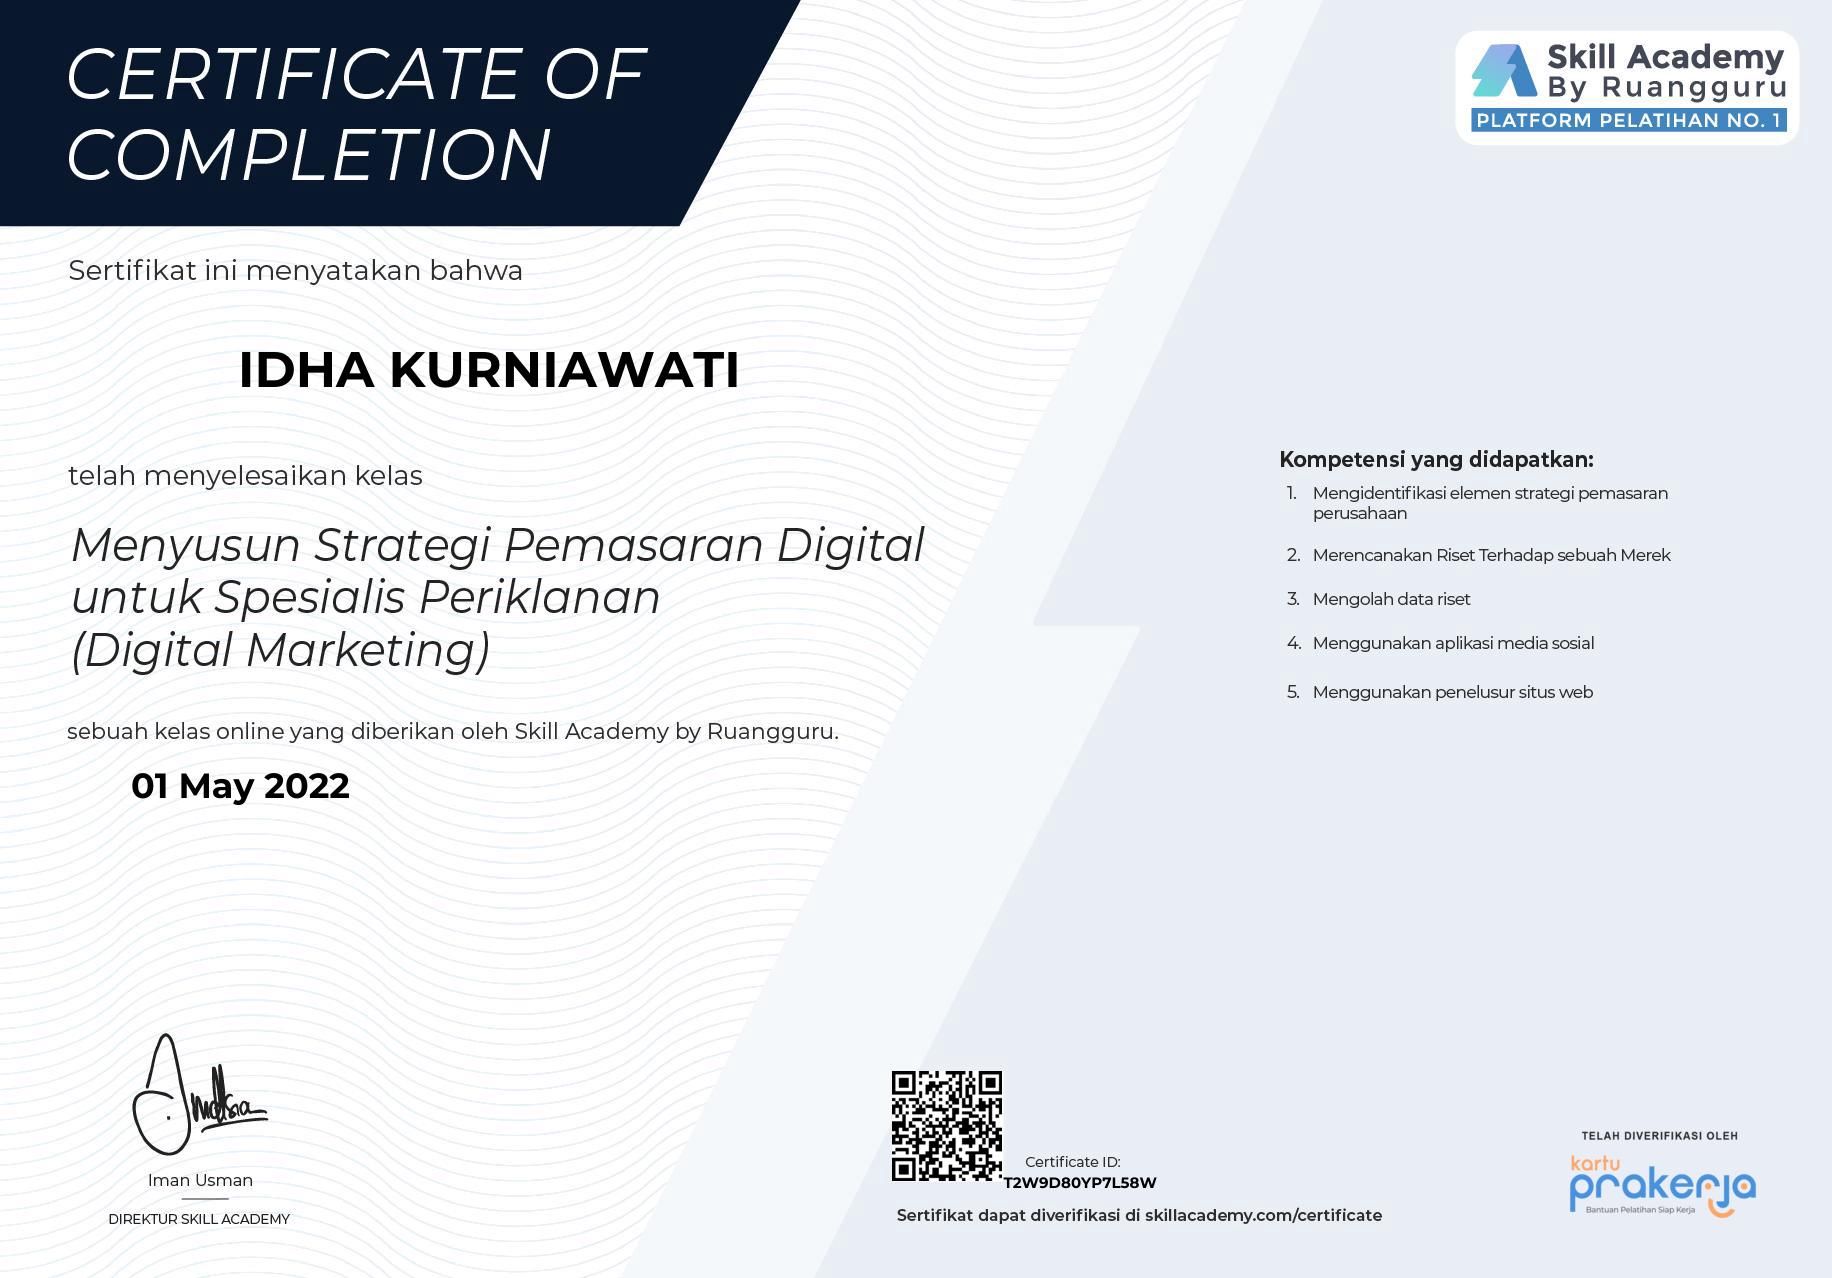 CERTIFICATE OF
COMPLETION
Skill Academy
By Ruangguru
PLATFORM PELATIHAN NO. 1
Sertifikat ini menyatakan bahwa
IDHA KURNIAWATI
telah menyelesaikan kelas
Menyusun Strategi Pemasaran Digital
untuk Spesialis Periklanan
(Digital Marketing)
sebuah kelas online yang diberikan oleh Skill Academy by Ruangguru.
01 May 2022
Kompetensi yang didapatkan:
1. Mengidentifikasi elemen strategi pemasaran
perusahaan
2. Merencanakan Riset Terhadap sebuah Merek
3. Mengolah data riset
4. Menggunakan aplikasi media sosial
5. Menggunakan penelusur situs web
Iman Usman
DIREKTUR SKILL ACADEMY
Certificate ID:
T2W9D80YP7L58W
Sertifikat dapat diverifikasi di skillacademy.com/certificate
TELAH DIVERIFIKASI OLEH
kartu
prakerja
Bantuan Pelatihan Siap Kerja